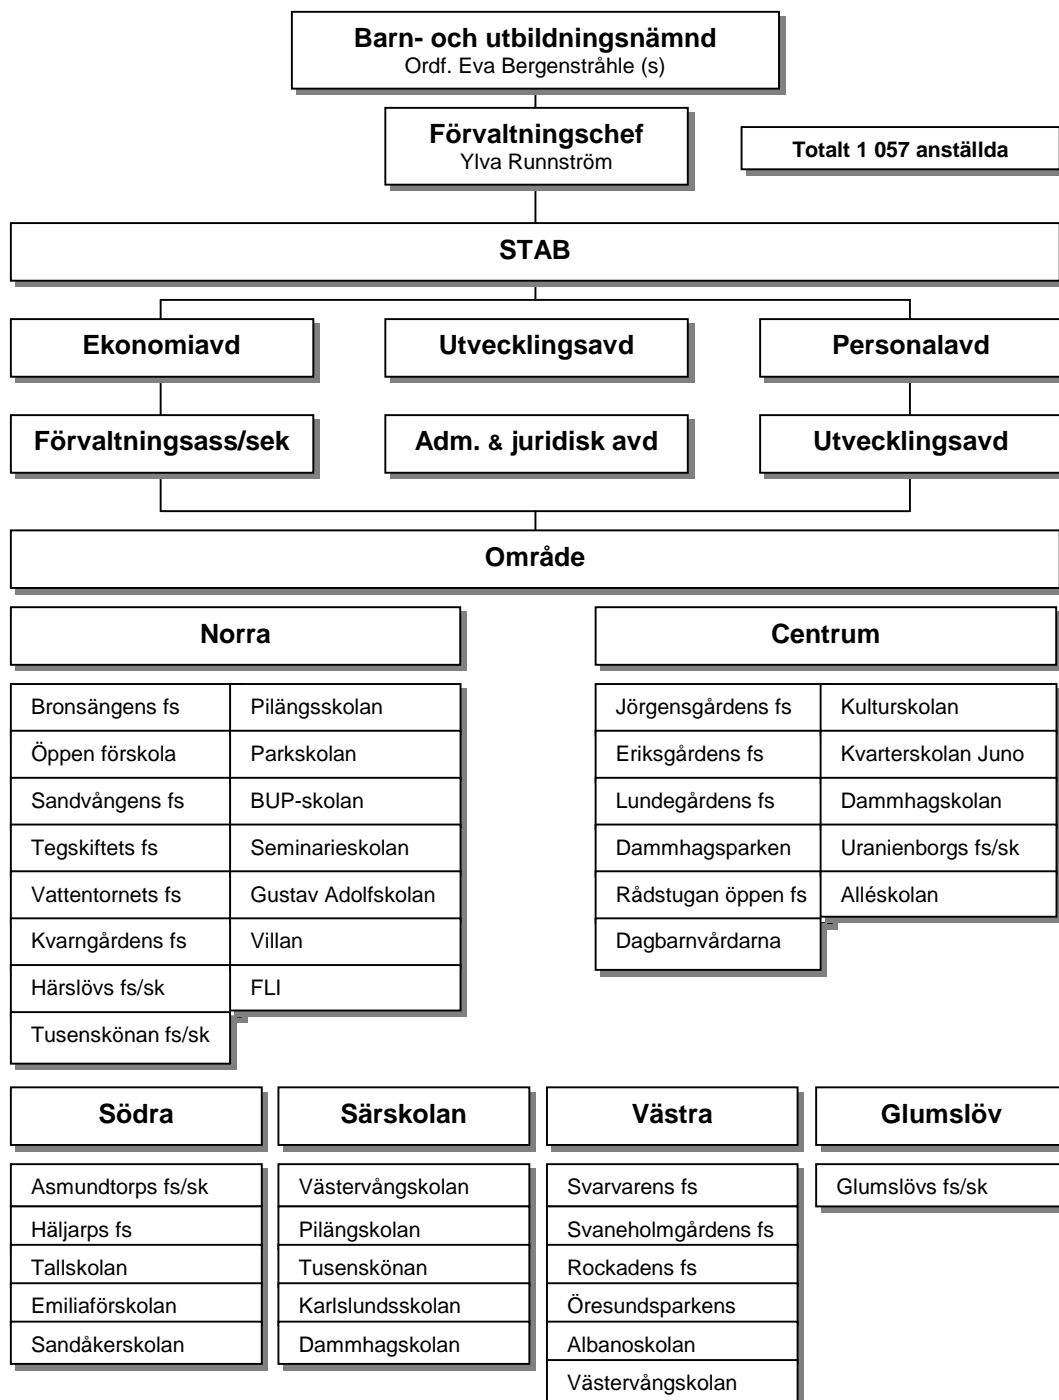 Barn- och utbildningsnämnd
Ordf. Eva Bergenstråhle (s)
Förvaltningschef
Ylva Runnström
Totalt 1 057 anställda
STAB
Ekonomiavd
Utvecklingsavd
Personalavd
Förvaltningsass/sek
Adm. & juridisk avd
Utvecklingsavd
Område
Norra
Bronsängens fs
Öppen förskola
Sandvångens fs
Tegskiftets fs
Vattentornets fs
Kvarngårdens fs
Härslövs fs/sk
Tusenskönan fs/sk
Pilängsskolan
Parkskolan
BUP-skolan
Seminarieskolan
Gustav Adolfskolan
Villan
FLI
Centrum
Jörgensgårdens fs
Eriksgårdens fs
Lundegårdens fs
Dammhagsparken
Rådstugan öppen fs
Dagbarnvårdarna
Kulturskolan
Kvarterskolan Juno
Dammhagskolan
Uranienborgs fs/sk
Alléskolan
Södra
Asmundtorps fs/sk
Häljarps fs
Tallskolan
Emiliaförskolan
Sandåkerskolan
Särskolan
Västervångskolan
Pilängskolan
Tusenskönan
Karlslundsskolan
Dammhagskolan
Västra
Svarvarens fs
Svaneholmgårdens fs
Rockadens fs
Öresundsparkens
Albanoskolan
Västervångskolan
Glumslöv
Glumslövs fs/sk